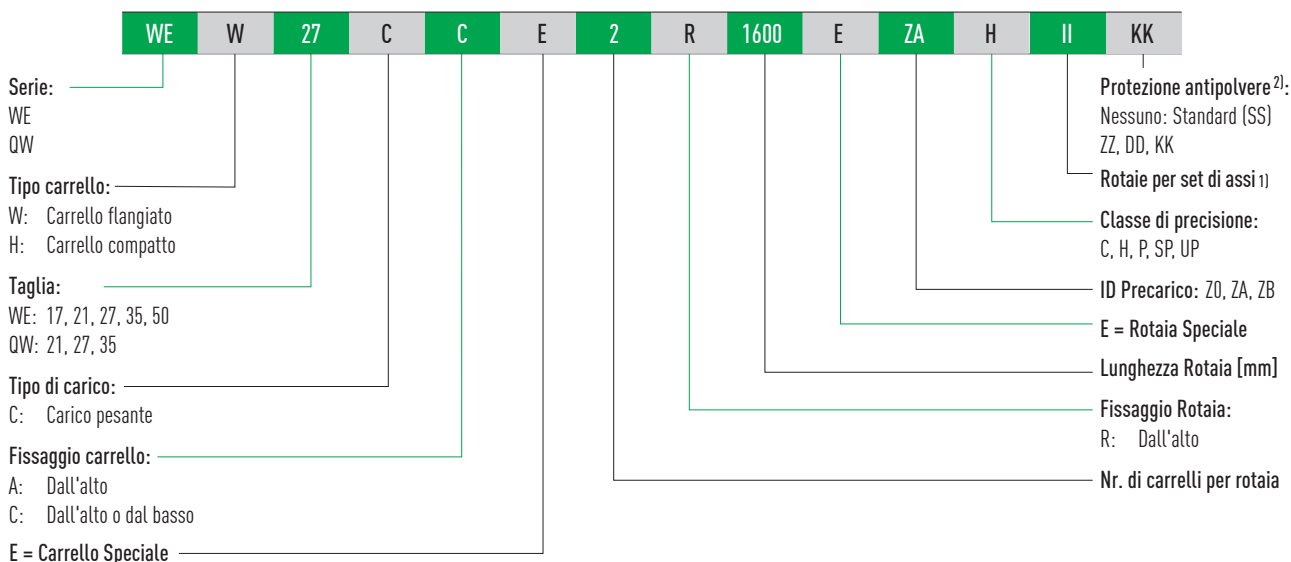 WE W 27 C C E 2 R 1600 E ZA H II KK
Serie:
WE
QW
Tipo carrello:
W: Carrello flangiato
H: Carrello compatto
Taglia:
WE: 17, 21, 27, 35, 50
QW: 21, 27, 35
Tipo di carico:
C: Carico pesante
Fissaggio carrello:
A: Dall'alto
C: Dall'alto o dal basso
E = Carrello Speciale
Protezione antipolvere 2):
Nessuno: Standard (SS)
ZZ, DD, KK
Rotaie per set di assi 1)
Classe di precisione:
C, H, P, SP, UP
ID Precarico: Z0, ZA, ZB
E = Rotaia Speciale
Lunghezza Rotaia [mm]
Fissaggio Rotaia:
R: Dall'alto
Nr. di carrelli per rotaia